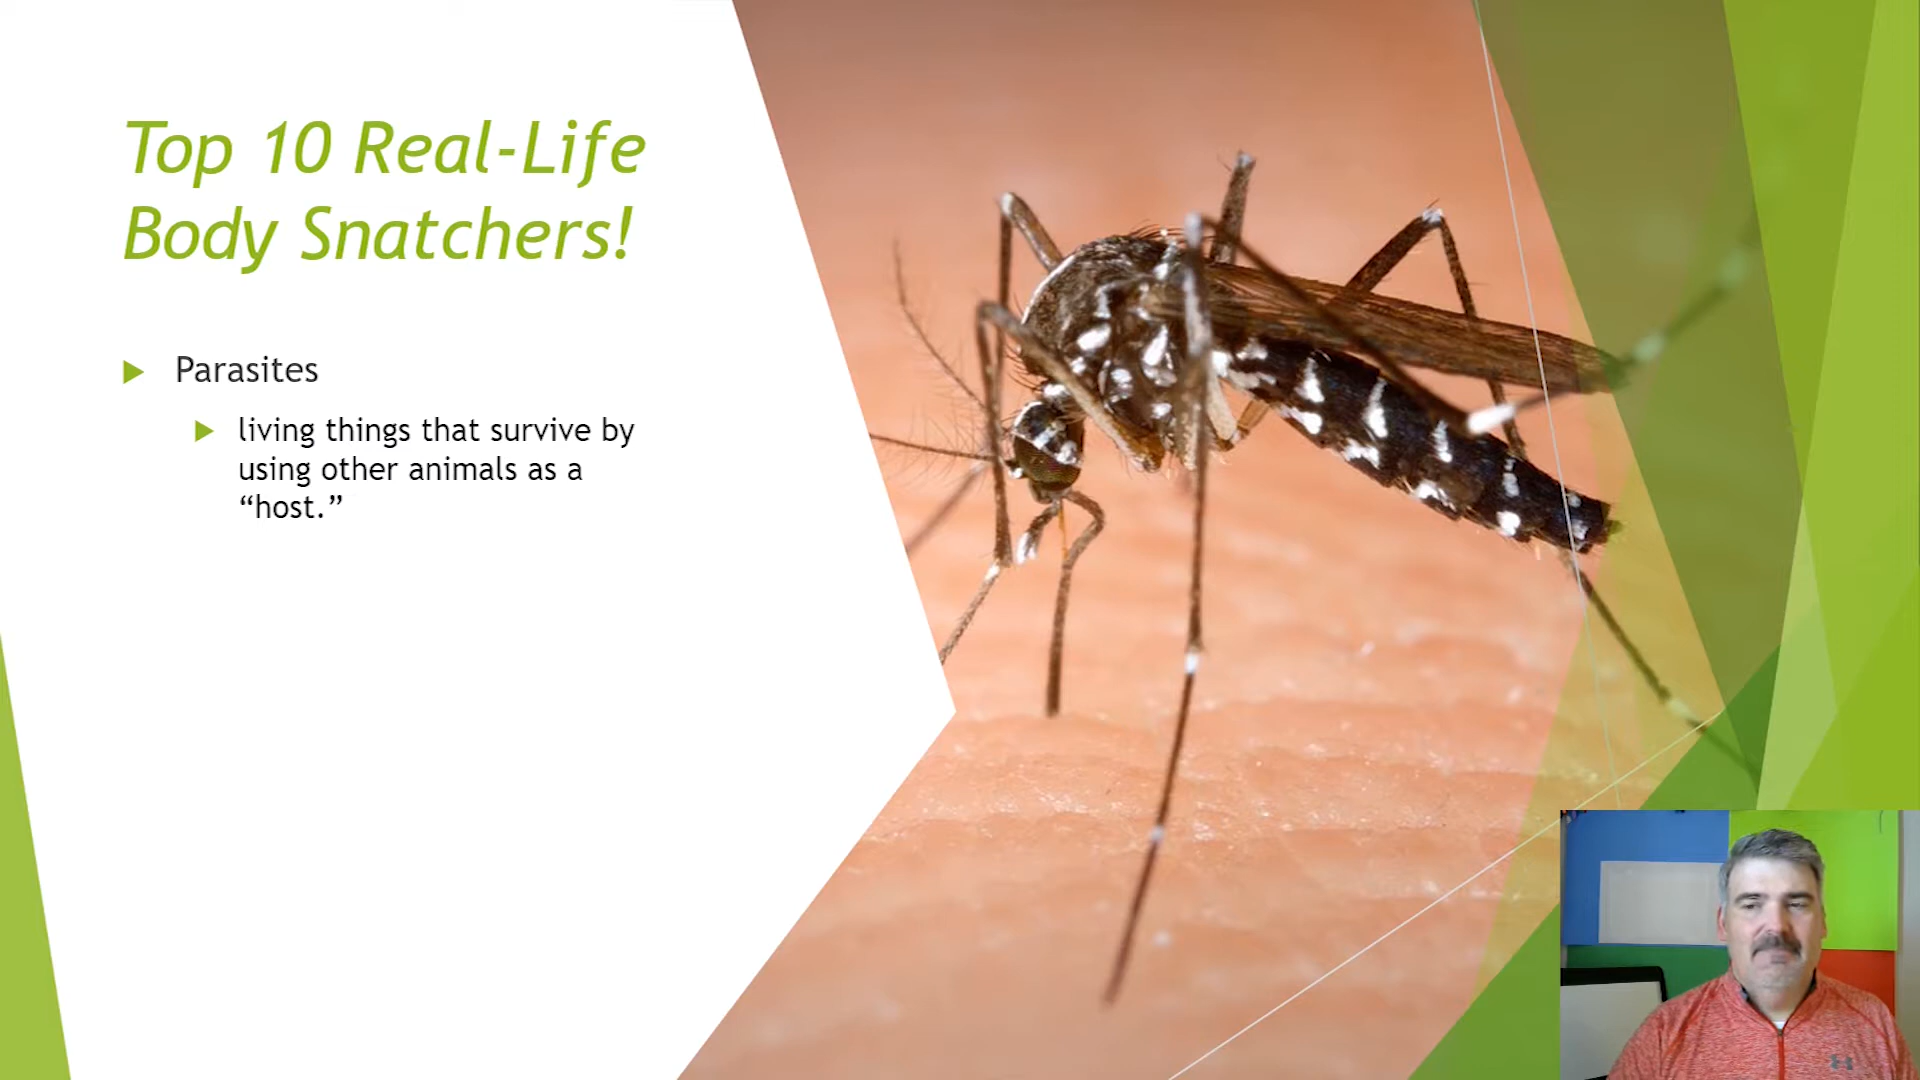 Top 10 Real-Life
Body Snatchers!
Parasites
living things that survive by
using other animals as a
“host.”